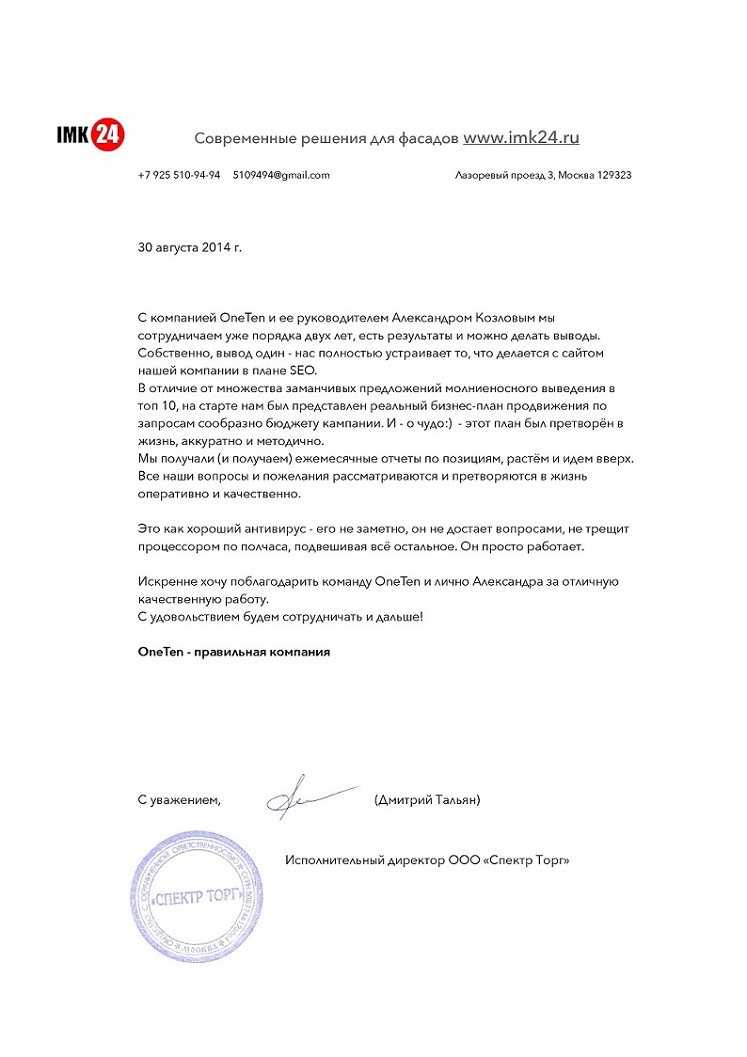 IMK 24
Современные решения для фасадов www.imk24.ru
+7 925 510-94-94 5109494@gmail.com Лазоревый проезд 3, Москва 129323
30 августа 2014 г.
С компанией OneTen и ее руководителем Александром Козловым мы
сотрудничаем уже порядка двух лет, есть результаты и можно делать выводы.
Собственно, вывод один - нас полностью устраивает то, что делается с сайтом
нашей компании в плане SEO.
В отличие от множества заманчивых предложений молниеносного выведения в
топ 10, на старте нам был представлен реальный бизнес-план продвижения по
запросам сообразно бюджету кампании. И - о чудо:) - этот план был претворён в
жизнь, аккуратно и методично.
Мы получали (и получаем) ежемесячные отчеты по позициям, растём и идем вверх.
Все наши вопросы и пожелания рассматриваются и претворяются в жизнь
оперативно и качественно.
Это как хороший антивирус - его не заметно, он не достает вопросами, не трещит
процессором по полчаса, подвешивая всё остальное. Он просто работает.
Искренне хочу поблагодарить команду OneTen и лично Александра за отличную
качественную работу.
С удовольствием будем сотрудничать и дальше!
OneTen - правильная компания
С уважением, (Дмитрий Тальян)
Исполнительный директор ООО «Спектр Торг»
ОБЩЕСТВО С ОГРАНИЧЕННОЙ ОТВЕТСТВЕННОСТЬЮ
«СПЕКТР ТОРГ»
МОСКВА